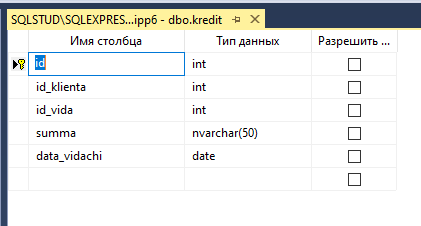 SQLSTUD\SQLEXPRES...ipp6 - dbo.kredit
Имя столбца Тип данных Разрешить ...
id int
id_klienta int
id_vida int
summa nvarchar(50)
data_vidachi date